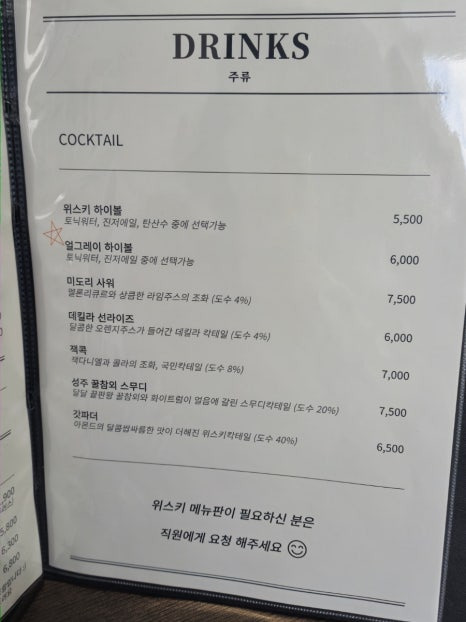 DRINKS
주류
COCKTAIL
위스키 하이볼
토닉워터, 진저에일, 탄산수 중에 선택가능
5,500
얼그레이 하이볼
토닉워터, 진저에일 중에 선택가능
6,000
미도리 사워
멜론리큐르와 상큼한 라임주스의 조화 (도수 4%)
7,500
데킬라 선라이즈
달콤한 오렌지주스가 들어간 데킬라 칵테일 (도수 4%)
6,000
잭콕
잭다니엘과 콜라의 조화, 국민칵테일 (도수 8%)
7,000
성주 꿀참외 스무디
달달 끝판왕 꿀참외와 화이트럼이 얼음에 갈린 스무디칵테일 (도수 20%)
7,500
갓파더
아몬드의 달콤쌉싸름한 맛이 더해진 위스키칵테일 (도수 40%)
6,500
위스키 메뉴판이 필요하신 분은
직원에게 요청 해주세요
5,800
6,300
6,800